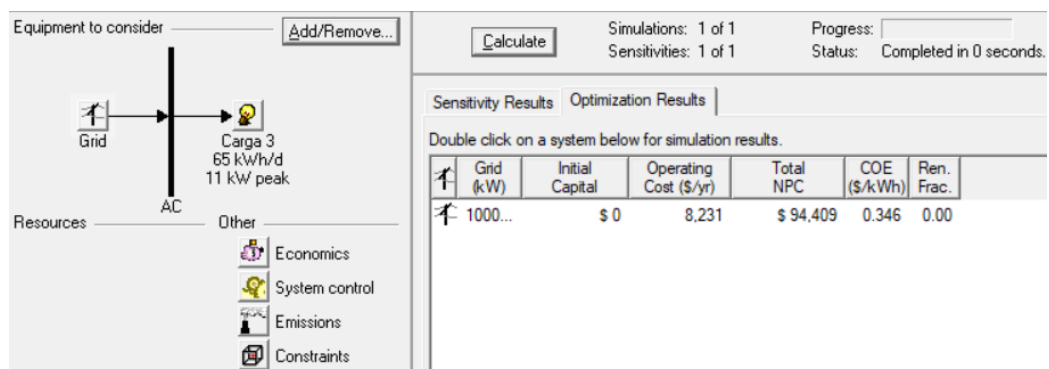 Equipment to consider
Add/Remove...
Grid
Carga 3
65 kWh/d
11 kW peak
AC
Resources
Other
Economics
System control
Emissions
Constraints
Calculate
Simulations: 1 of 1
Sensitivities: 1 of 1
Progress:
Status: Completed in 0 seconds.
Sensitivity Results
Optimization Results
Double click on a system below for simulation results.
Grid (kW) Initial Capital Operating Cost ($/yr) Total NPC COE ($/kWh) Ren. Frac.
1000... $ 0 8,231 $ 94,409 0.346 0.00